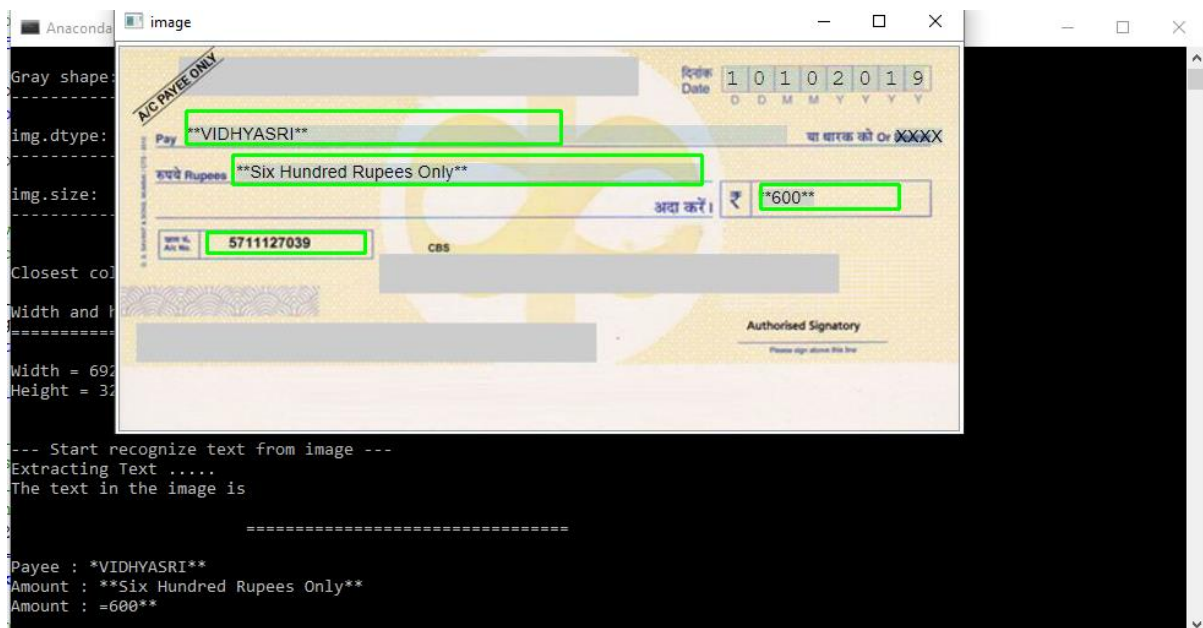 Anaconda
image
Gray shape:
img.dtype:
img.size:
Closest col
Width and h
Width = 692
Height = 32
A/C PAYEE ONLY
दिनांक
Date
1 0 1 0 2 0 1 9
D D M M Y Y Y Y
Pay **VIDHYASRI** या धारक को Or XXXX
रुपये Rupees **Six Hundred Rupees Only**
अदा करें। ₹ *600**
A/c No. 5711127039
CBS
Authorised Signatory
Please sign above this line
--- Start recognize text from image ---
Extracting Text .....
The text in the image is
=================================
Payee : *VIDHYASRI**
Amount : **Six Hundred Rupees Only**
Amount : =600**